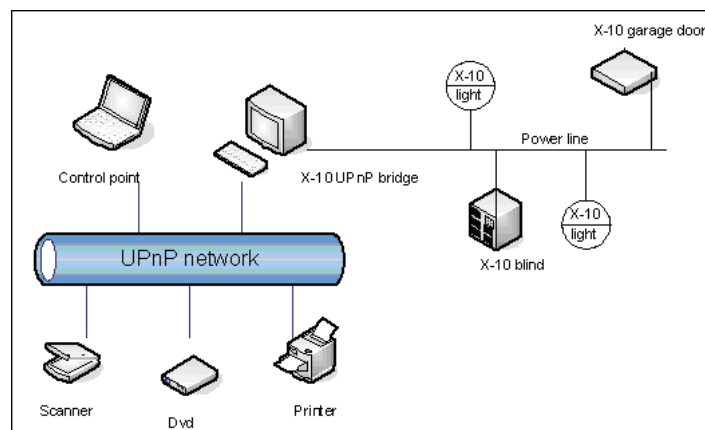 X-10 garage door
X-10
light
Power line
Control point
X-10 UPnP bridge
X-10
light
X-10 blind
UPnP network
Scanner
Dvd
Printer